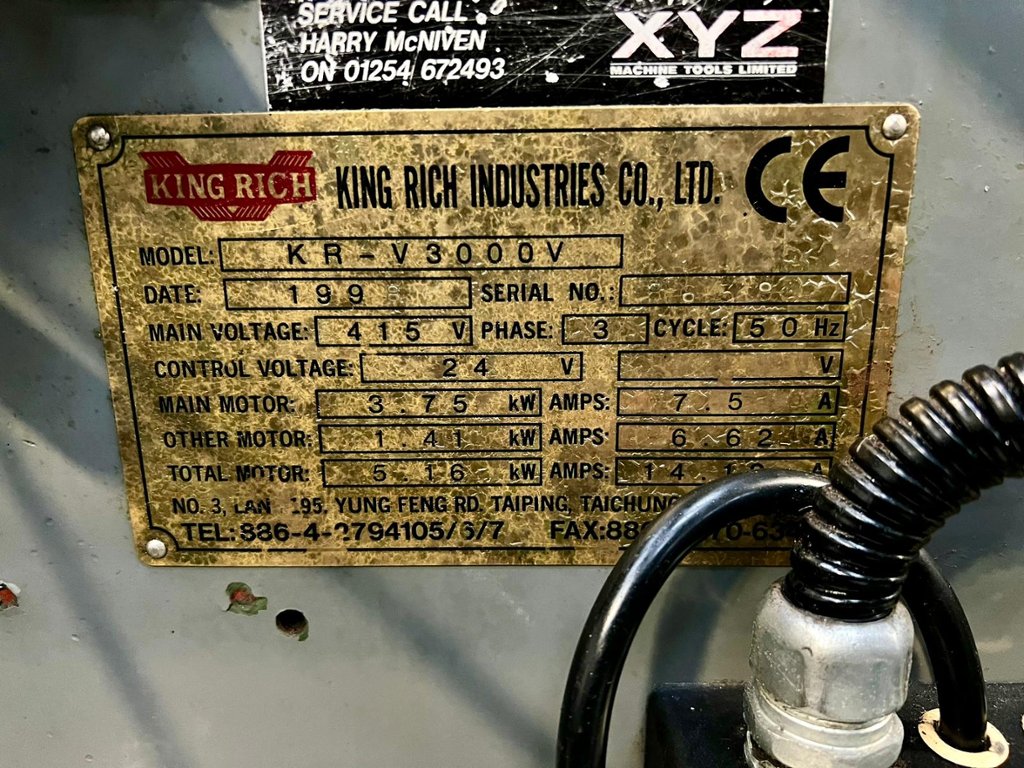 SERVICE CALL
HARRY McNIVEN
ON 01254 672493
XYZ
MACHINE TOOLS LIMITED
KING RICH
KING RICH INDUSTRIES CO., LTD. CE
MODEL: KR-V3000V
DATE: SERIAL NO.:
MAIN VOLTAGE: 415 V PHASE: 3 CYCLE: 50 Hz
CONTROL VOLTAGE: 24 V V
MAIN MOTOR: 3.75 kW AMPS: 7.5 A
OTHER MOTOR: 1.41 kW AMPS: 6.62 A
TOTAL MOTOR: 5.16 kW AMPS: A
NO. 3, YUNG FENG RD. TAIPING,
TEL: FAX: